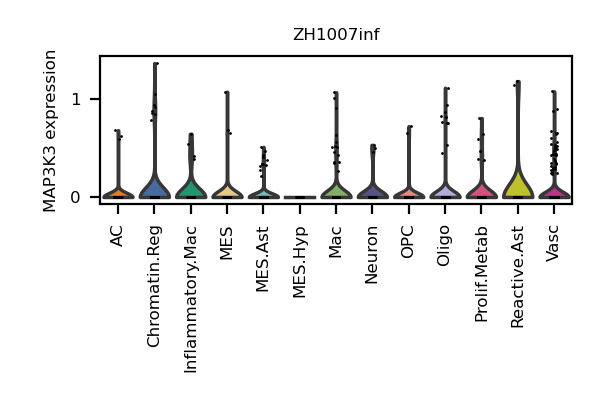 ZH1007inf
MAP3K3 expression
1
0
AC
Chromatin.Reg
Inflammatory.Mac
MES
MES.Ast
MES.Hyp
Mac
Neuron
OPC
Oligo
Prolif.Metab
Reactive.Ast
Vasc